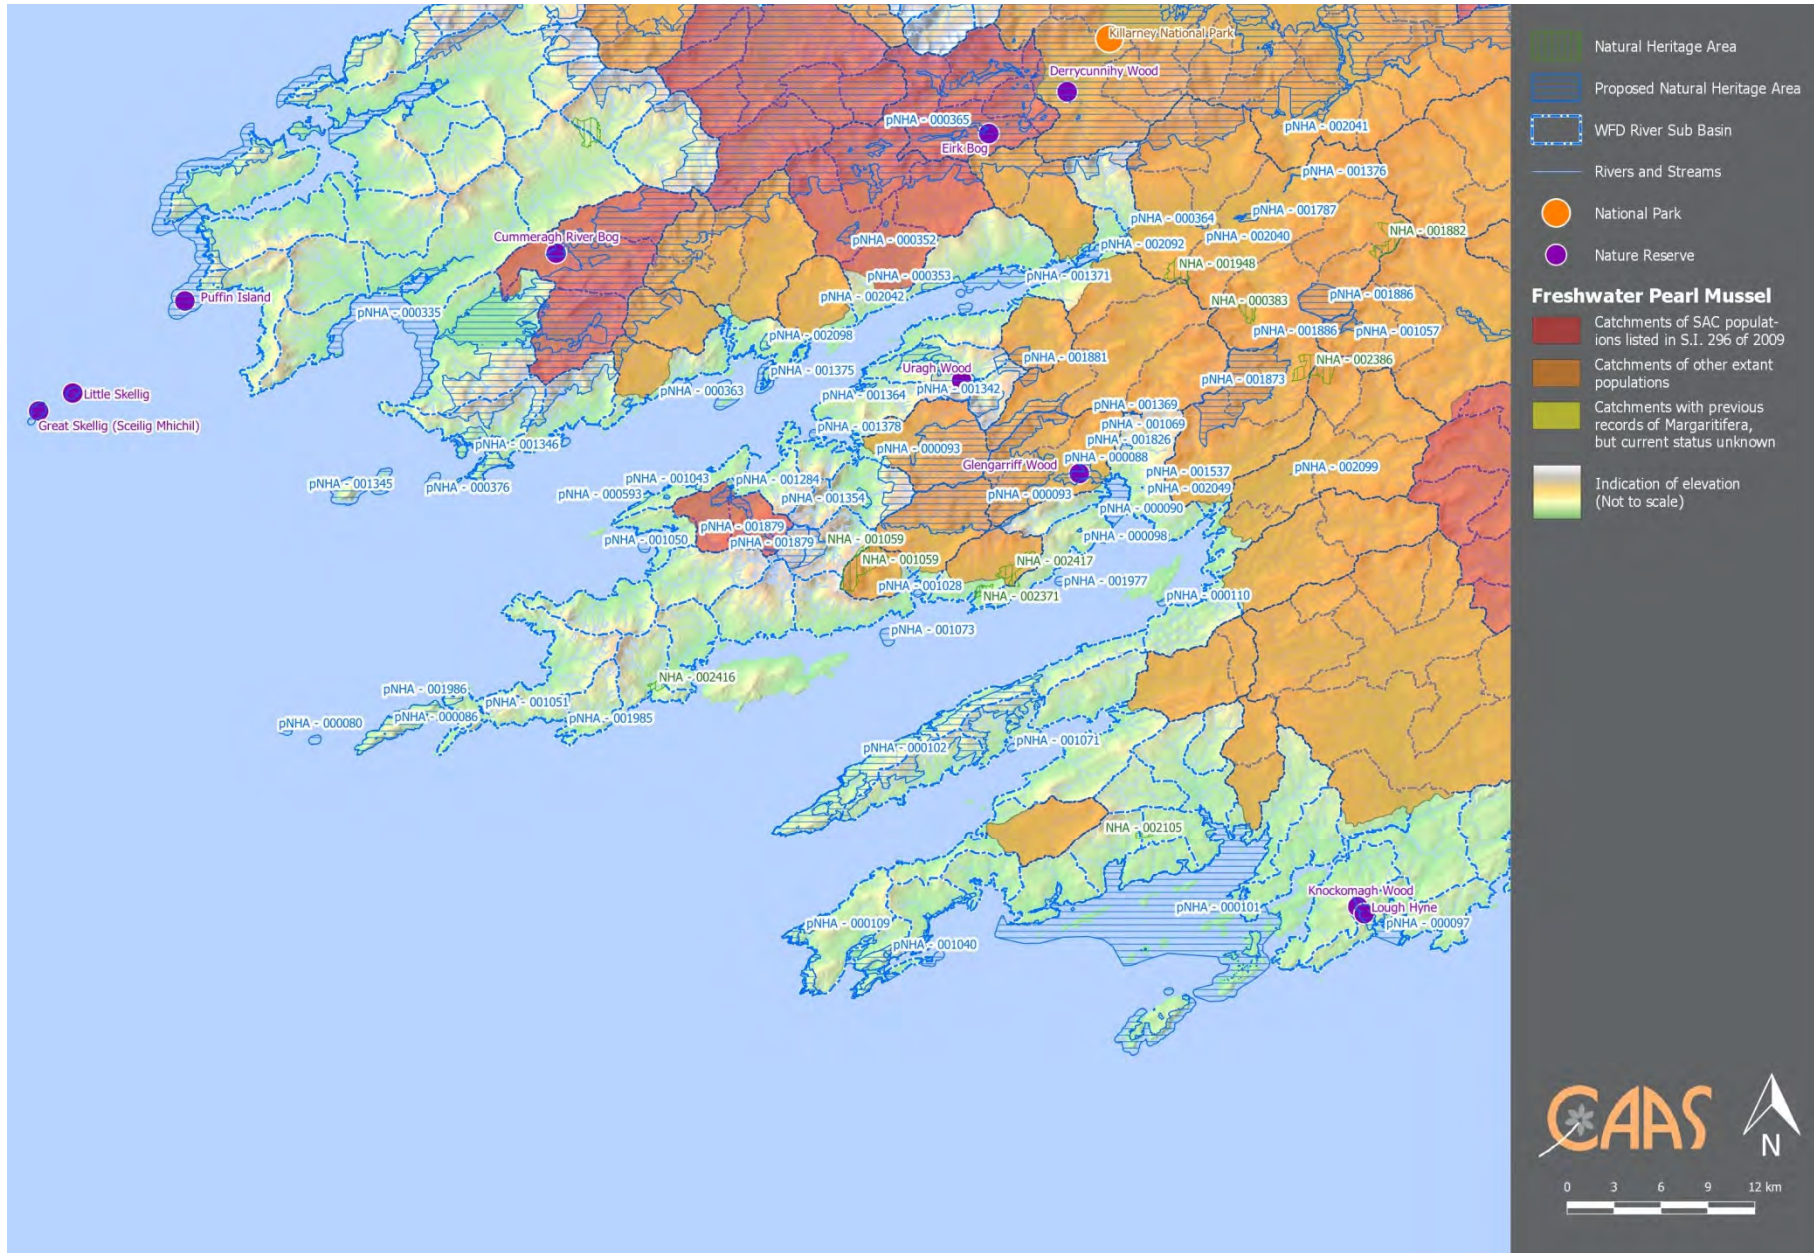 Killarney National Park
Derrycunnihy Wood
pNHA - 000365
Eirk Bog
pNHA - 002041
pNHA - 001376
pNHA - 000364
pNHA - 001787
Cummeragh River Bog
pNHA - 000352
pNHA - 002092
pNHA - 002040
NHA - 001882
NHA - 001948
pNHA - 000353
pNHA - 001371
Puffin Island
pNHA - 002042
NHA - 000383
pNHA - 001886
pNHA - 000335
pNHA - 002098
pNHA - 001886
pNHA - 001057
pNHA - 001881
NHA - 002386
Uragh Wood
pNHA - 001375
pNHA - 001873
pNHA - 000363
pNHA - 001364
pNHA - 001342
Little Skellig
Great Skellig (Sceilig Mhichil)
pNHA - 001369
pNHA - 001378
pNHA - 001069
pNHA - 001346
pNHA - 000093
pNHA - 001826
pNHA - 000088
Glengarriff Wood
pNHA - 002099
pNHA - 001345
pNHA - 000376
pNHA - 001043
pNHA - 001284
pNHA - 001537
pNHA - 000593
pNHA - 001354
pNHA - 000093
pNHA - 002049
pNHA - 000090
pNHA - 001879
pNHA - 001050
pNHA - 001879
NHA - 001059
pNHA - 000098
NHA - 001059
NHA - 002417
pNHA - 001028
pNHA - 001977
NHA - 002371
pNHA - 000110
pNHA - 001073
NHA - 002416
pNHA - 001986
pNHA - 001051
pNHA - 000080
pNHA - 000086
pNHA - 001985
pNHA - 000102
pNHA - 001071
NHA - 002105
Knockomagh Wood
Lough Hyne
pNHA - 000101
pNHA - 000109
pNHA - 000097
pNHA - 001040
Natural Heritage Area
Proposed Natural Heritage Area
WFD River Sub Basin
Rivers and Streams
National Park
Nature Reserve
Freshwater Pearl Mussel
Catchments of SAC populat-
ions listed in S.I. 296 of 2009
Catchments of other extant
populations
Catchments with previous
records of Margaritifera,
but current status unknown
Indication of elevation
(Not to scale)
CAAS
N
0 3 6 9 12 km